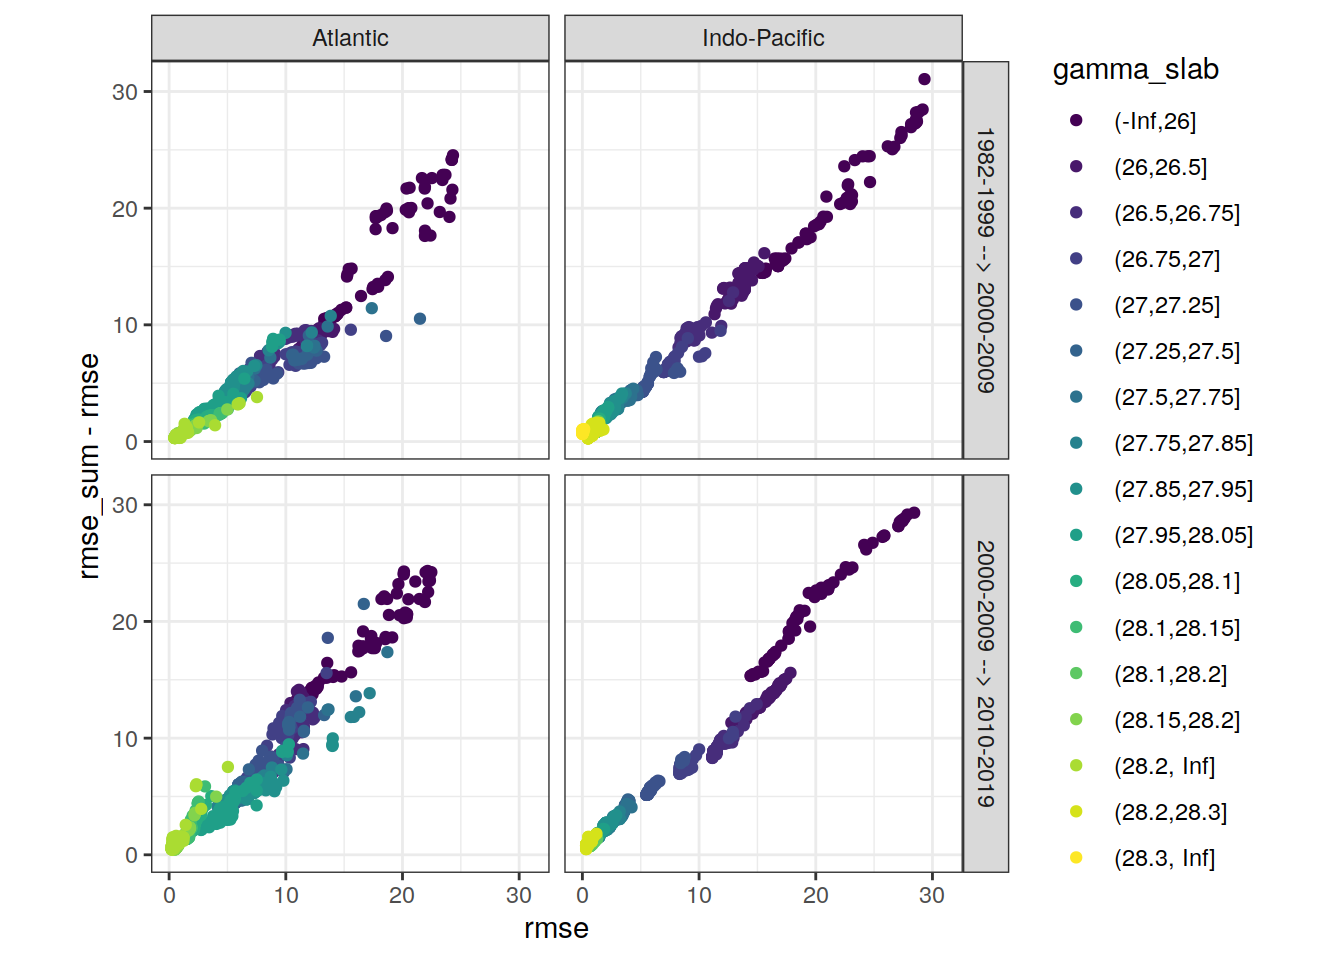 Atlantic
Indo-Pacific
30
20
10
0
1982-1999 --> 2000-2009
30
20
10
0
2000-2009 --> 2010-2019
0 10 20 30
0 10 20 30
rmse
rmse_sum - rmse
gamma_slab
(-Inf,26]
(26,26.5]
(26.5,26.75]
(26.75,27]
(27,27.25]
(27.25,27.5]
(27.5,27.75]
(27.75,27.85]
(27.85,27.95]
(27.95,28.05]
(28.05,28.1]
(28.1,28.15]
(28.1,28.2]
(28.15,28.2]
(28.2, Inf]
(28.2,28.3]
(28.3, Inf]